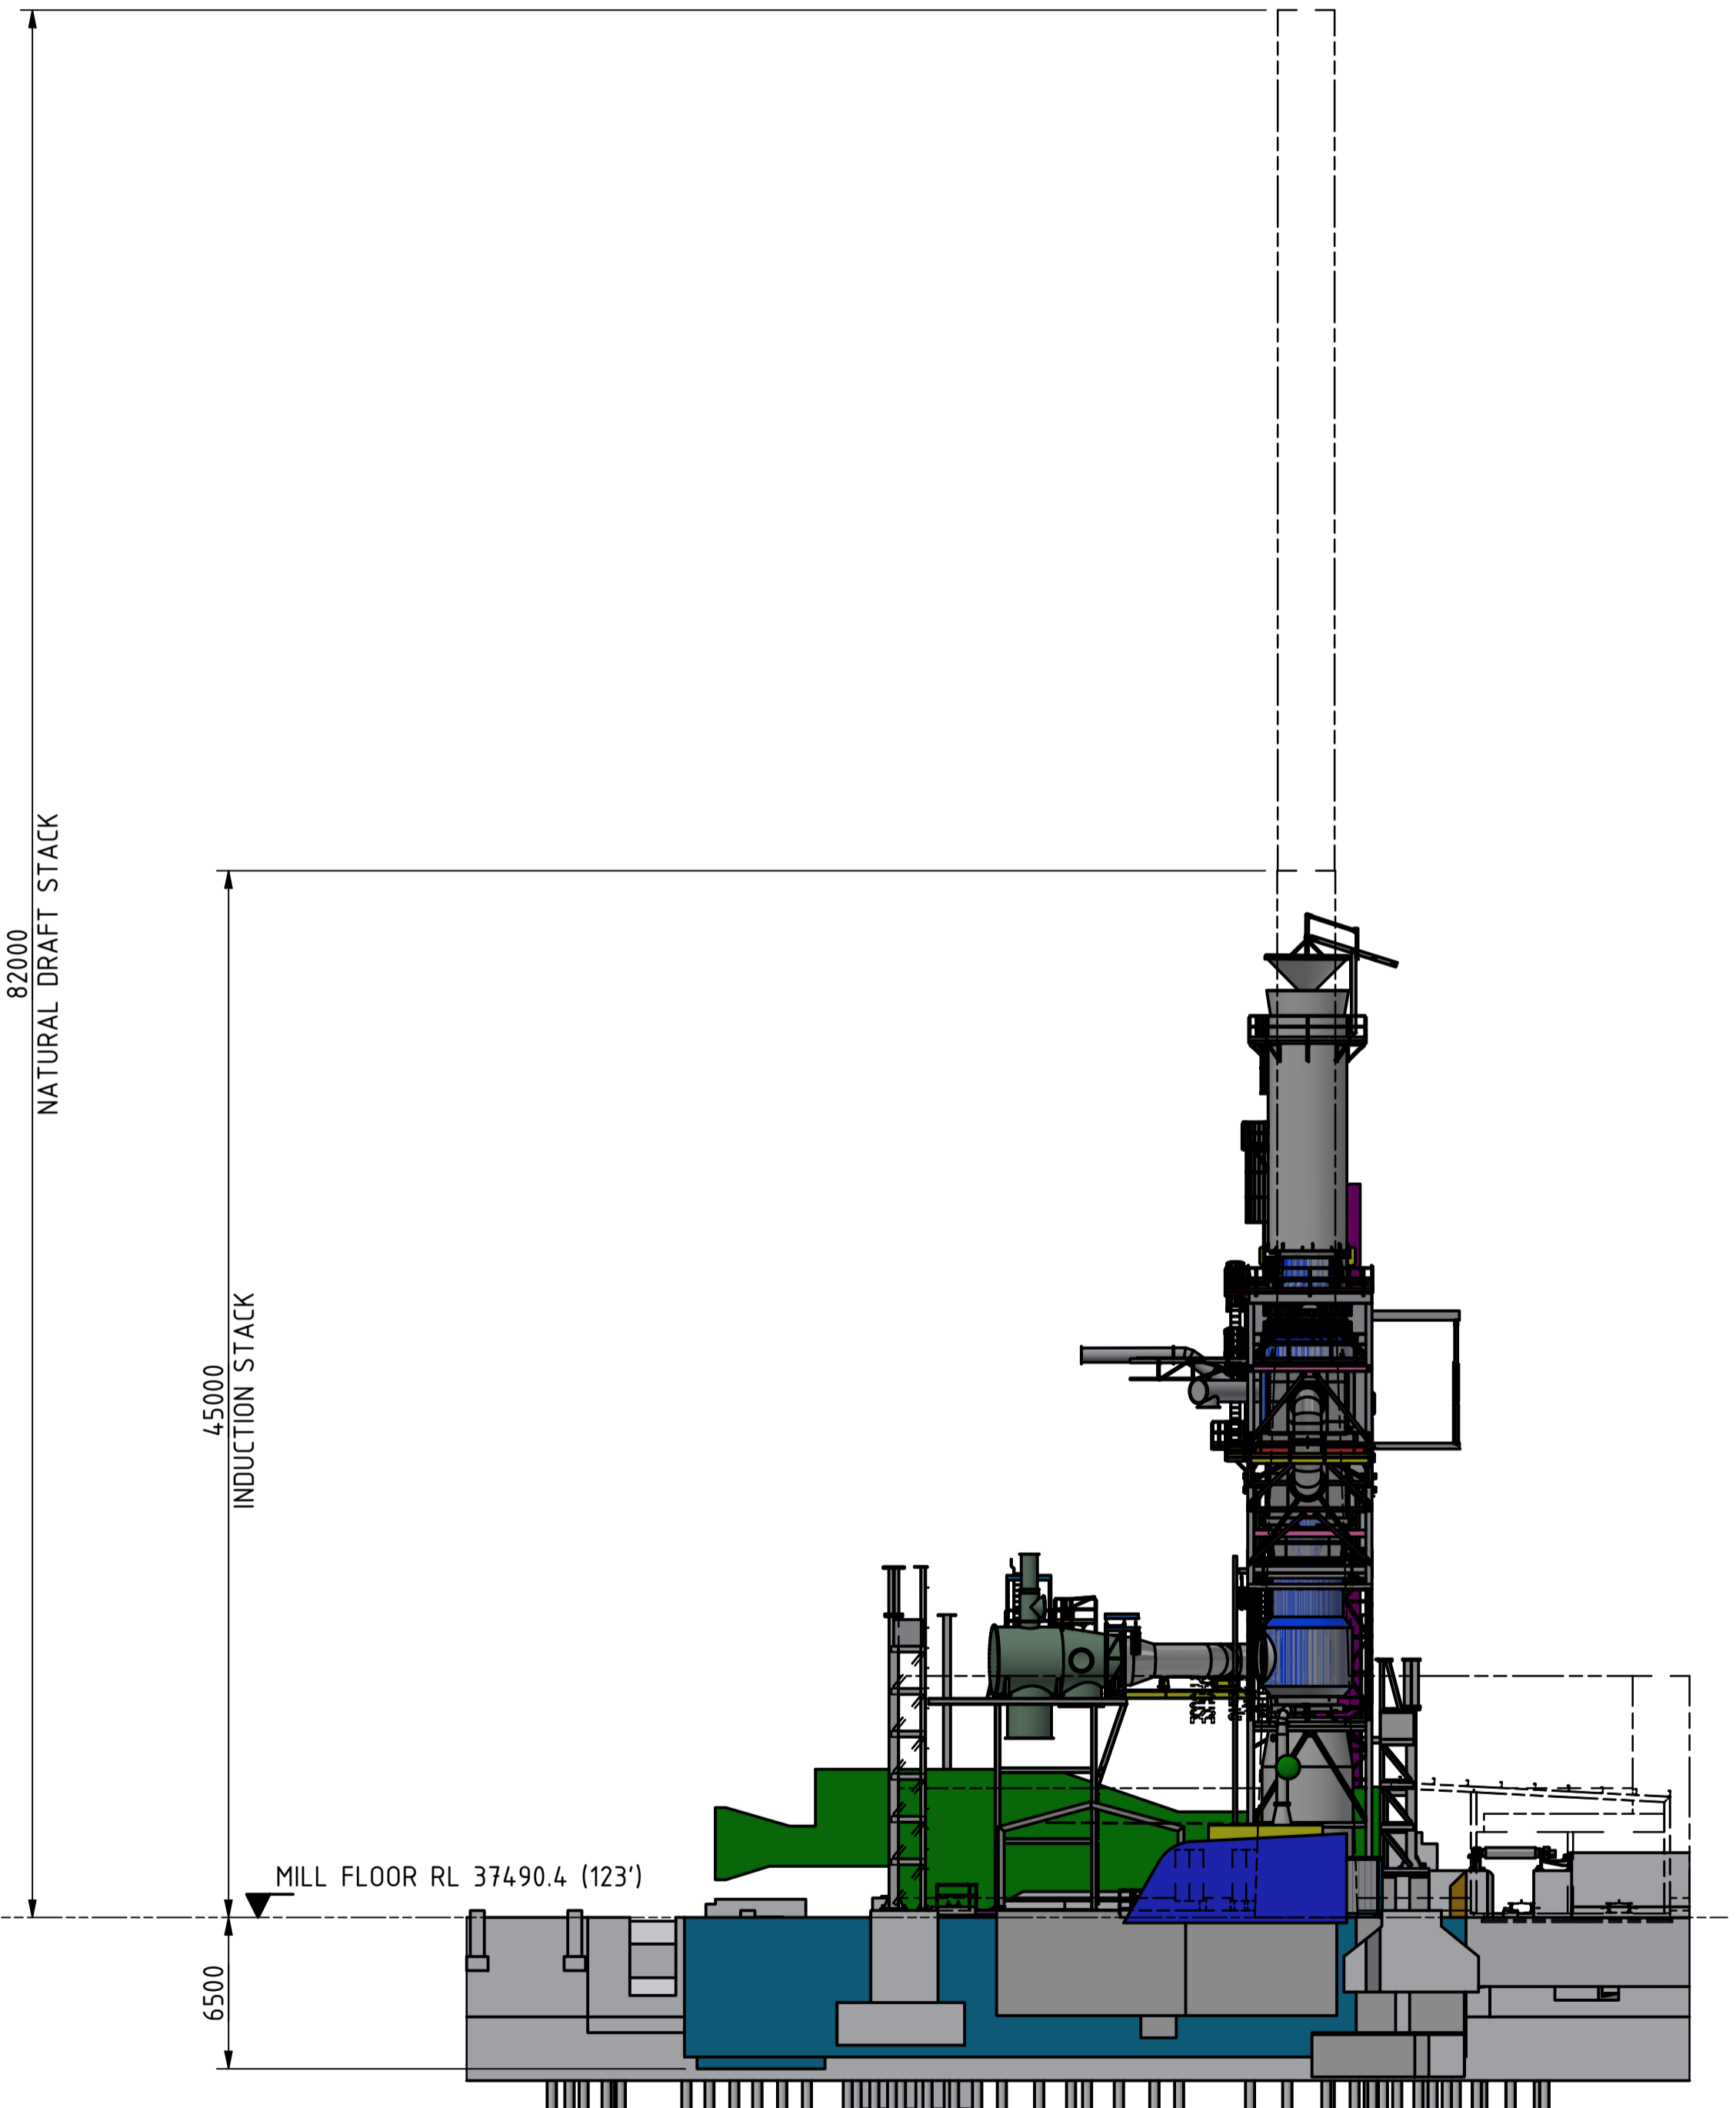 82000
NATURAL DRAFT STACK
45000
INDUCTION STACK
MILL FLOOR RL 37490.4 (123')
6500